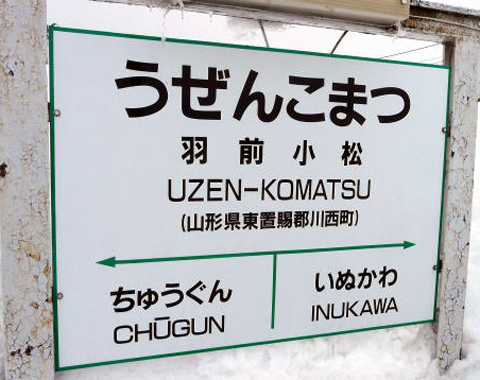 うぜんこまつ
羽前小松
UZEN-KOMATSU
(山形県東置賜郡川西町)
ちゅうぐん いぬかわ
CHŪGUN INUKAWA